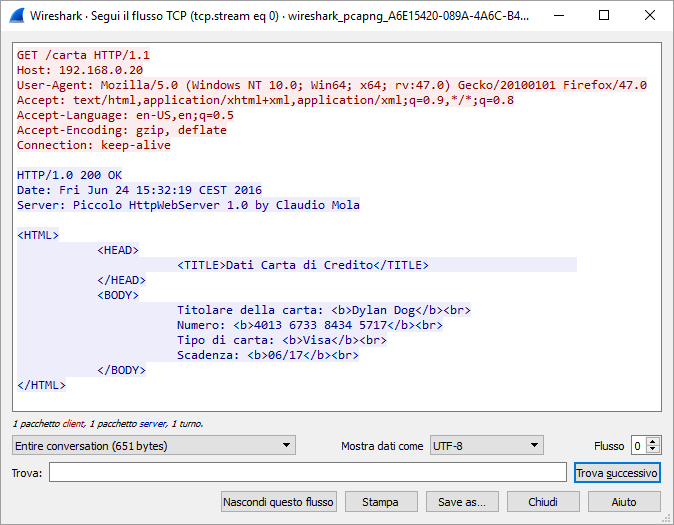 Wireshark · Segui il flusso TCP (tcp.stream eq 0) · wireshark_pcapng_A6E15420-089A-4A6C-B4...
GET /carta HTTP/1.1
Host: 192.168.0.20
User-Agent: Mozilla/5.0 (Windows NT 10.0; Win64; x64; rv:47.0) Gecko/20100101 Firefox/47.0
Accept: text/html,application/xhtml+xml,application/xml;q=0.9,*/*;q=0.8
Accept-Language: en-US,en;q=0.5
Accept-Encoding: gzip, deflate
Connection: keep-alive
HTTP/1.0 200 OK
Date: Fri Jun 24 15:32:19 CEST 2016
Server: Piccolo HttpWebServer 1.0 by Claudio Mola
<HTML>
<HEAD>
<TITLE>Dati Carta di Credito</TITLE>
</HEAD>
<BODY>
Titolare della carta: <b>Dylan Dog</b><br>
Numero: <b>4013 6733 8434 5717</b><br>
Tipo di carta: <b>Visa</b><br>
Scadenza: <b>06/17</b><br>
</BODY>
</HTML>
1 pacchetto client, 1 pacchetto server, 1 turno.
Entire conversation (651 bytes) Mostra dati come UTF-8 Flusso 0
Trova: Trova successivo
Nascondi questo flusso Stampa Save as... Chiudi Aiuto